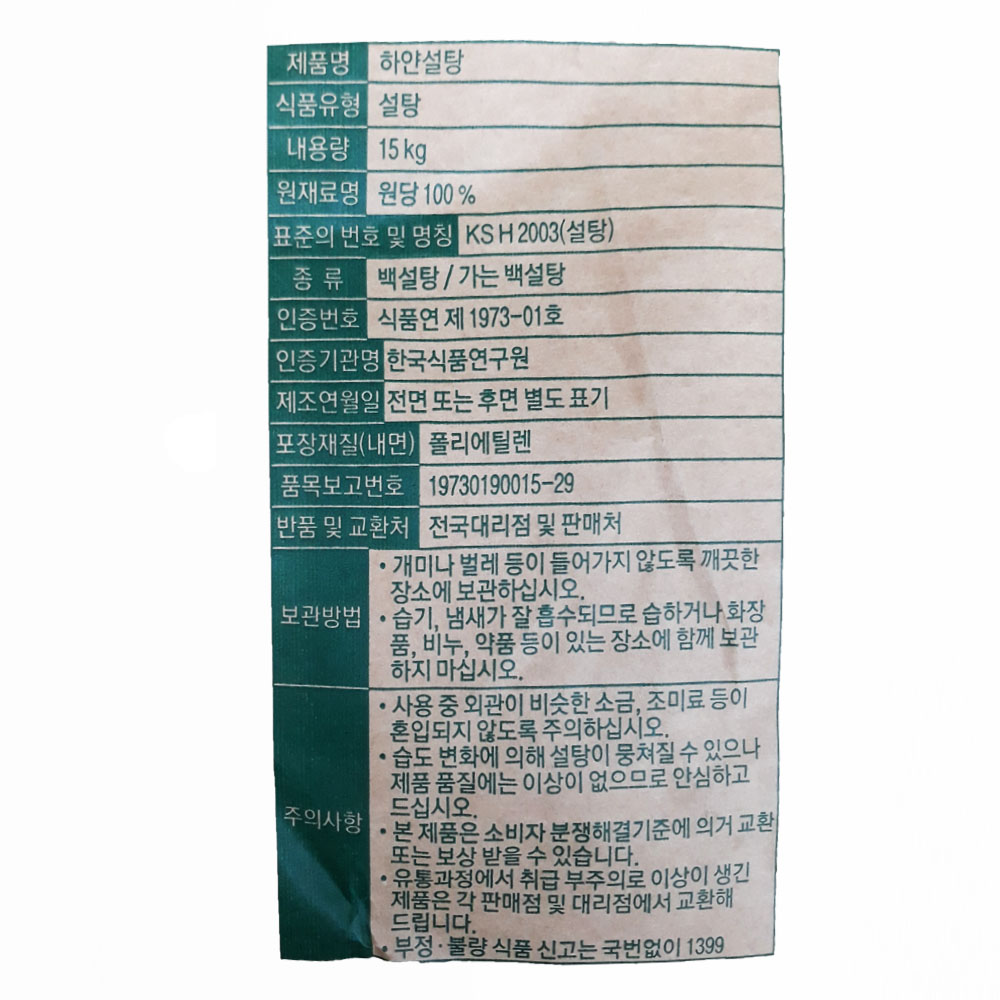 제품명 하얀설탕
식품유형 설탕
내용량 15 kg
원재료명 원당 100 %
표준의 번호 및 명칭 KS H 2003(설탕)
종 류 백설탕 / 가는 백설탕
인증번호 식품연 제 1973-01호
인증기관명 한국식품연구원
제조연월일 전면 또는 후면 별도 표기
포장재질(내면) 폴리에틸렌
품목보고번호 19730190015-29
반품 및 교환처 전국대리점 및 판매처
보관방법
• 개미나 벌레 등이 들어가지 않도록 깨끗한
장소에 보관하십시오.
• 습기, 냄새가 잘 흡수되므로 습하거나 화장
품, 비누, 약품 등이 있는 장소에 함께 보관
하지 마십시오.
주의사항
• 사용 중 외관이 비슷한 소금, 조미료 등이
혼입되지 않도록 주의하십시오.
• 습도 변화에 의해 설탕이 뭉쳐질 수 있으나
제품 품질에는 이상이 없으므로 안심하고
드십시오.
• 본 제품은 소비자 분쟁해결기준에 의거 교환
또는 보상 받을 수 있습니다.
• 유통과정에서 취급 부주의로 이상이 생긴
제품은 각 판매점 및 대리점에서 교환해
드립니다.
• 부정·불량 식품 신고는 국번없이 1399